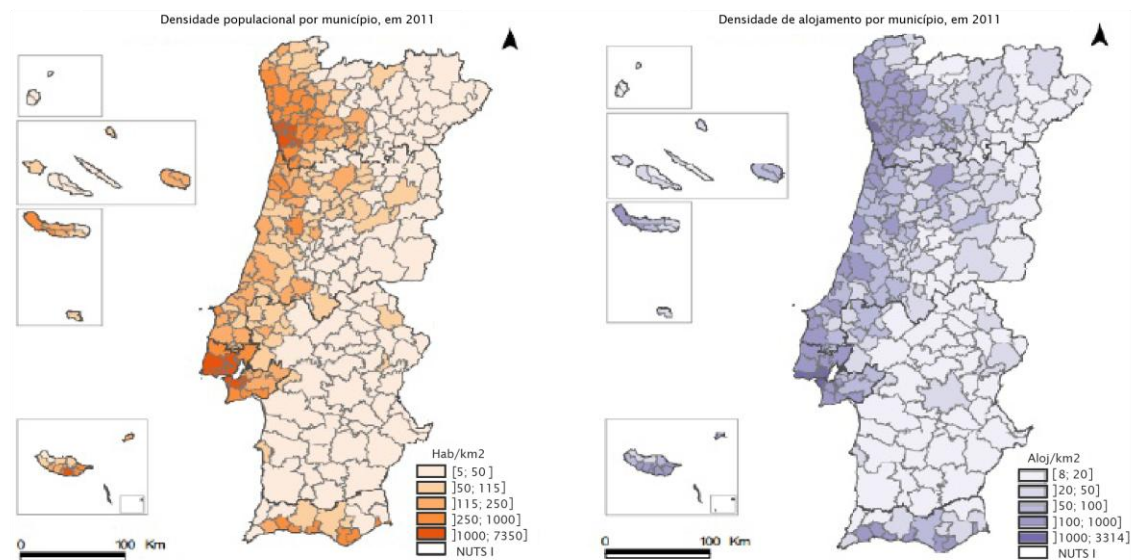 Densidade populacional por município, em 2011
Hab/km2
[5; 50 ]
]50; 115]
]115; 250]
]250; 1000]
]1000; 7350]
NUTS I
0 100 Km
Densidade de alojamento por município, em 2011
Aloj/km2
[8; 20]
]20; 50]
]50; 100]
]100; 1000]
]1000; 3314]
NUTS I
0 100 Km